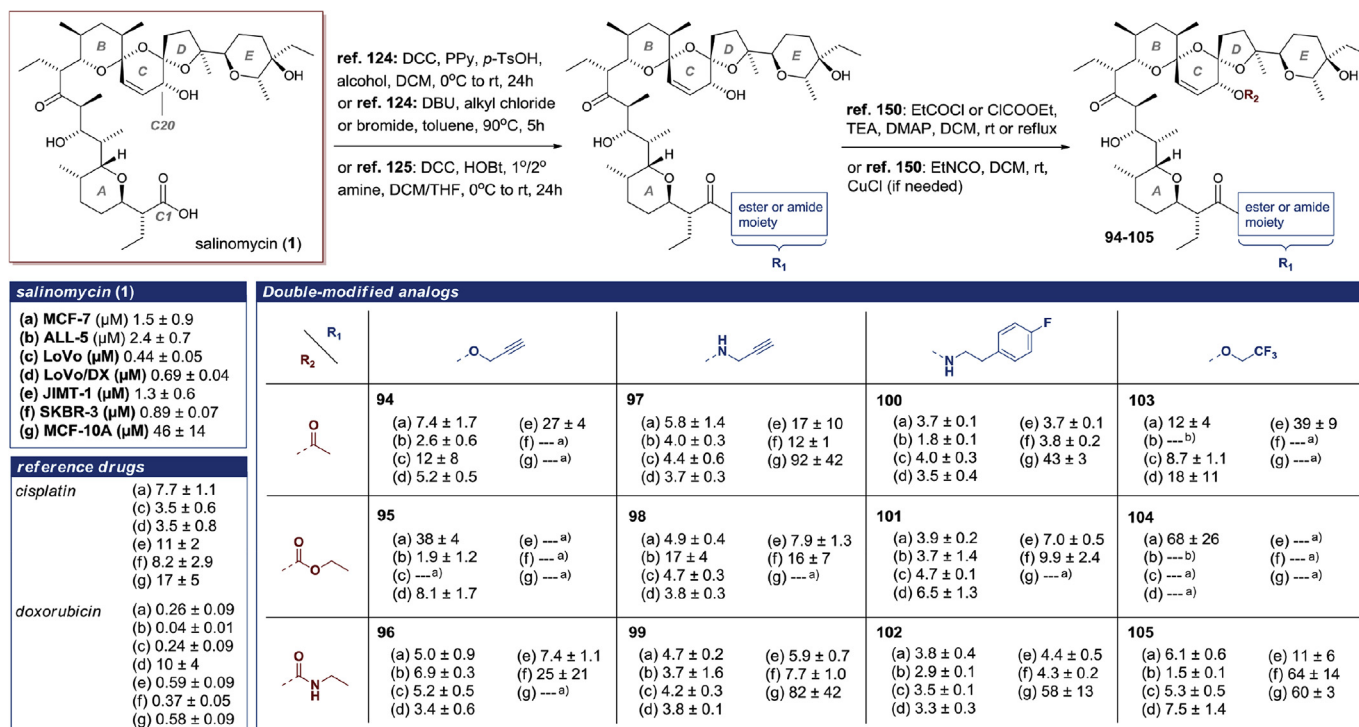 B
C
D
E
A
O
O
O
O
O
OH
OH
C20
HO
H
O
O
C1
OH
salinomycin (1)
ref. 124: DCC, PPy, p-TsOH,
alcohol, DCM, 0°C to rt, 24h
or ref. 124: DBU, alkyl chloride
or bromide, toluene, 90°C, 5h
or ref. 125: DCC, HOBt, 1°/2°
amine, DCM/THF, 0°C to rt, 24h
B
C
D
E
A
O
O
O
O
O
OH
OH
HO
H
O
O
ester or amide
moiety
R1
ref. 150: EtCOCl or ClCOOEt,
TEA, DMAP, DCM, rt or reflux
or ref. 150: EtNCO, DCM, rt,
CuCl (if needed)
B
C
D
E
A
O
O
O
O
O
OH
OR2
HO
H
O
O
ester or amide
moiety
94-105
R1
salinomycin (1)
(a) MCF-7 (µM) 1.5 ± 0.9
(b) ALL-5 (µM) 2.4 ± 0.7
(c) LoVo (µM) 0.44 ± 0.05
(d) LoVo/DX (µM) 0.69 ± 0.04
(e) JIMT-1 (µM) 1.3 ± 0.6
(f) SKBR-3 (µM) 0.89 ± 0.07
(g) MCF-10A (µM) 46 ± 14
reference drugs
cisplatin
(a) 7.7 ± 1.1
(c) 3.5 ± 0.6
(d) 3.5 ± 0.8
(e) 11 ± 2
(f) 8.2 ± 2.9
(g) 17 ± 5
doxorubicin
(a) 0.26 ± 0.09
(b) 0.04 ± 0.01
(c) 0.24 ± 0.09
(d) 10 ± 4
(e) 0.59 ± 0.09
(f) 0.37 ± 0.05
(g) 0.58 ± 0.09
Double-modified analogs
R1
R2
O
N
H
N
H
F
O
CF3
O
94
(a) 7.4 ± 1.7
(b) 2.6 ± 0.6
(c) 12 ± 8
(d) 5.2 ± 0.5
(e) 27 ± 4
(f) --- a)
(g) --- a)
97
(a) 5.8 ± 1.4
(b) 4.0 ± 0.3
(c) 4.4 ± 0.6
(d) 3.7 ± 0.3
(e) 17 ± 10
(f) 12 ± 1
(g) 92 ± 42
100
(a) 3.7 ± 0.1
(b) 1.8 ± 0.1
(c) 4.0 ± 0.3
(d) 3.5 ± 0.4
(e) 3.7 ± 0.1
(f) 3.8 ± 0.2
(g) 43 ± 3
103
(a) 12 ± 4
(b) --- b)
(c) 8.7 ± 1.1
(d) 18 ± 11
(e) 39 ± 9
(f) --- a)
(g) --- a)
O
O
95
(a) 38 ± 4
(b) 1.9 ± 1.2
(c) --- a)
(d) 8.1 ± 1.7
(e) --- a)
(f) --- a)
(g) --- a)
98
(a) 4.9 ± 0.4
(b) 17 ± 4
(c) 4.7 ± 0.3
(d) 3.8 ± 0.3
(e) 7.9 ± 1.3
(f) 16 ± 7
(g) --- a)
101
(a) 3.9 ± 0.2
(b) 3.7 ± 1.4
(c) 4.7 ± 0.1
(d) 6.5 ± 1.3
(e) 7.0 ± 0.5
(f) 9.9 ± 2.4
(g) --- a)
104
(a) 68 ± 26
(b) --- b)
(c) --- a)
(d) --- a)
(e) --- a)
(f) --- a)
(g) --- a)
O
N
H
96
(a) 5.0 ± 0.9
(b) 6.9 ± 0.3
(c) 5.2 ± 0.5
(d) 3.4 ± 0.6
(e) 7.4 ± 1.1
(f) 25 ± 21
(g) --- a)
99
(a) 4.7 ± 0.2
(b) 3.7 ± 1.6
(c) 4.2 ± 0.3
(d) 3.8 ± 0.1
(e) 5.9 ± 0.7
(f) 7.7 ± 1.0
(g) 82 ± 42
102
(a) 3.8 ± 0.4
(b) 2.9 ± 0.1
(c) 3.5 ± 0.1
(d) 3.3 ± 0.3
(e) 4.4 ± 0.5
(f) 4.3 ± 0.2
(g) 58 ± 13
105
(a) 6.1 ± 0.6
(b) 1.5 ± 0.1
(c) 5.3 ± 0.5
(d) 7.5 ± 1.4
(e) 11 ± 6
(f) 64 ± 14
(g) 60 ± 3